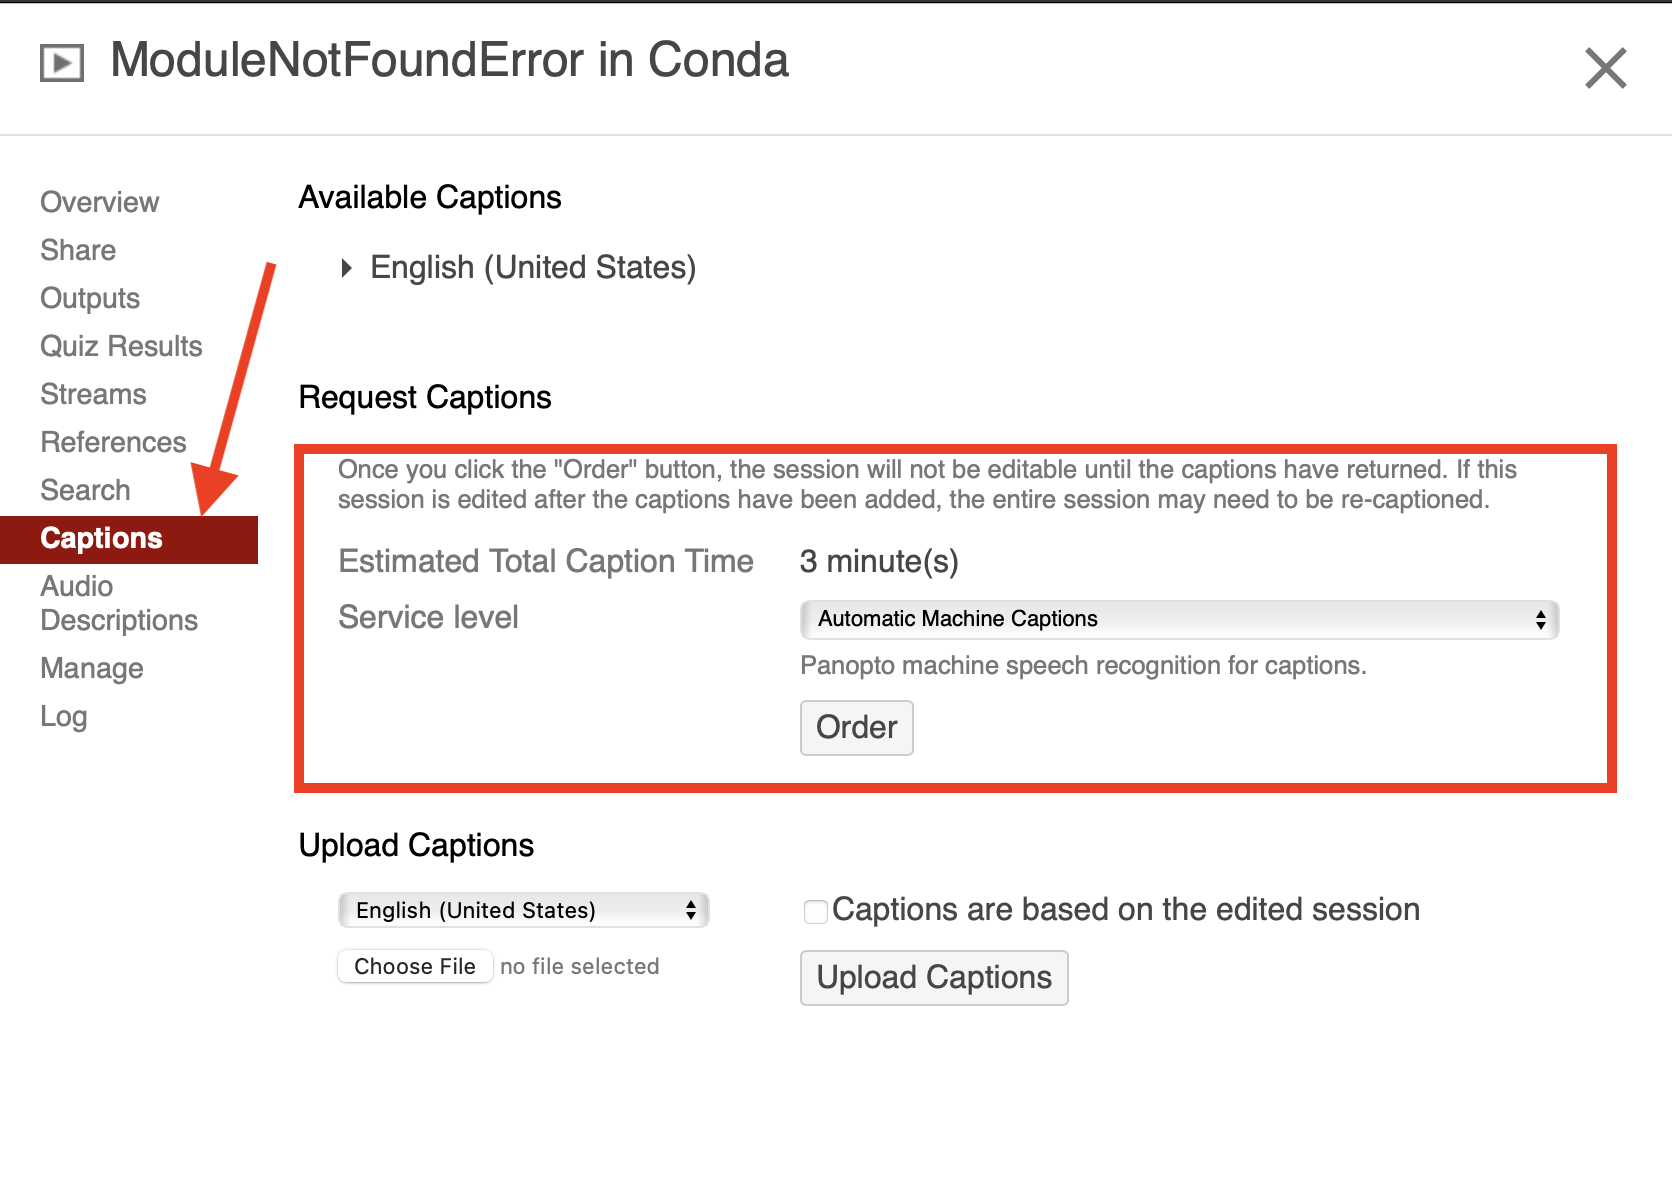 ModuleNotFoundError in Conda
Overview
Share
Outputs
Quiz Results
Streams
References
Search
Captions
Audio
Descriptions
Manage
Log
Available Captions
English (United States)
Request Captions
Once you click the "Order" button, the session will not be editable until the captions have returned. If this
session is edited after the captions have been added, the entire session may need to be re-captioned.
Estimated Total Caption Time 3 minute(s)
Service level Automatic Machine Captions
Panopto machine speech recognition for captions.
Order
Upload Captions
English (United States) Captions are based on the edited session
Choose File no file selected Upload Captions